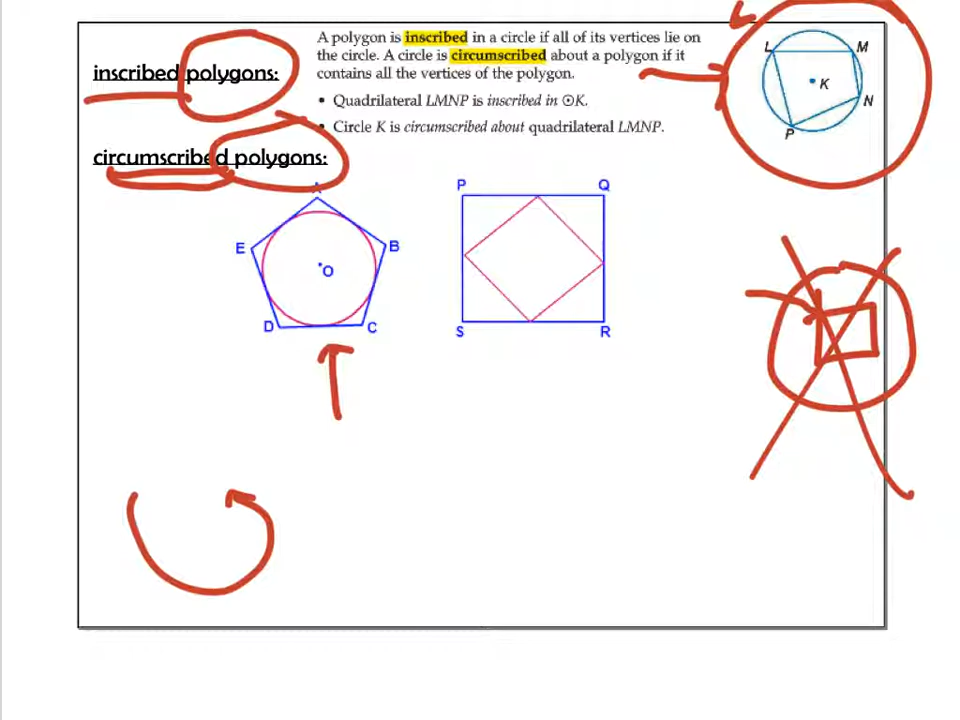 inscribed polygons:
A polygon is inscribed in a circle if all of its vertices lie on
the circle. A circle is circumscribed about a polygon if it
contains all the vertices of the polygon.
• Quadrilateral LMNP is inscribed in ⊙K.
• Circle K is circumscribed about quadrilateral LMNP.
L
M
K
N
P
circumscribed polygons:
A
E
B
O
D
C
P
Q
S
R